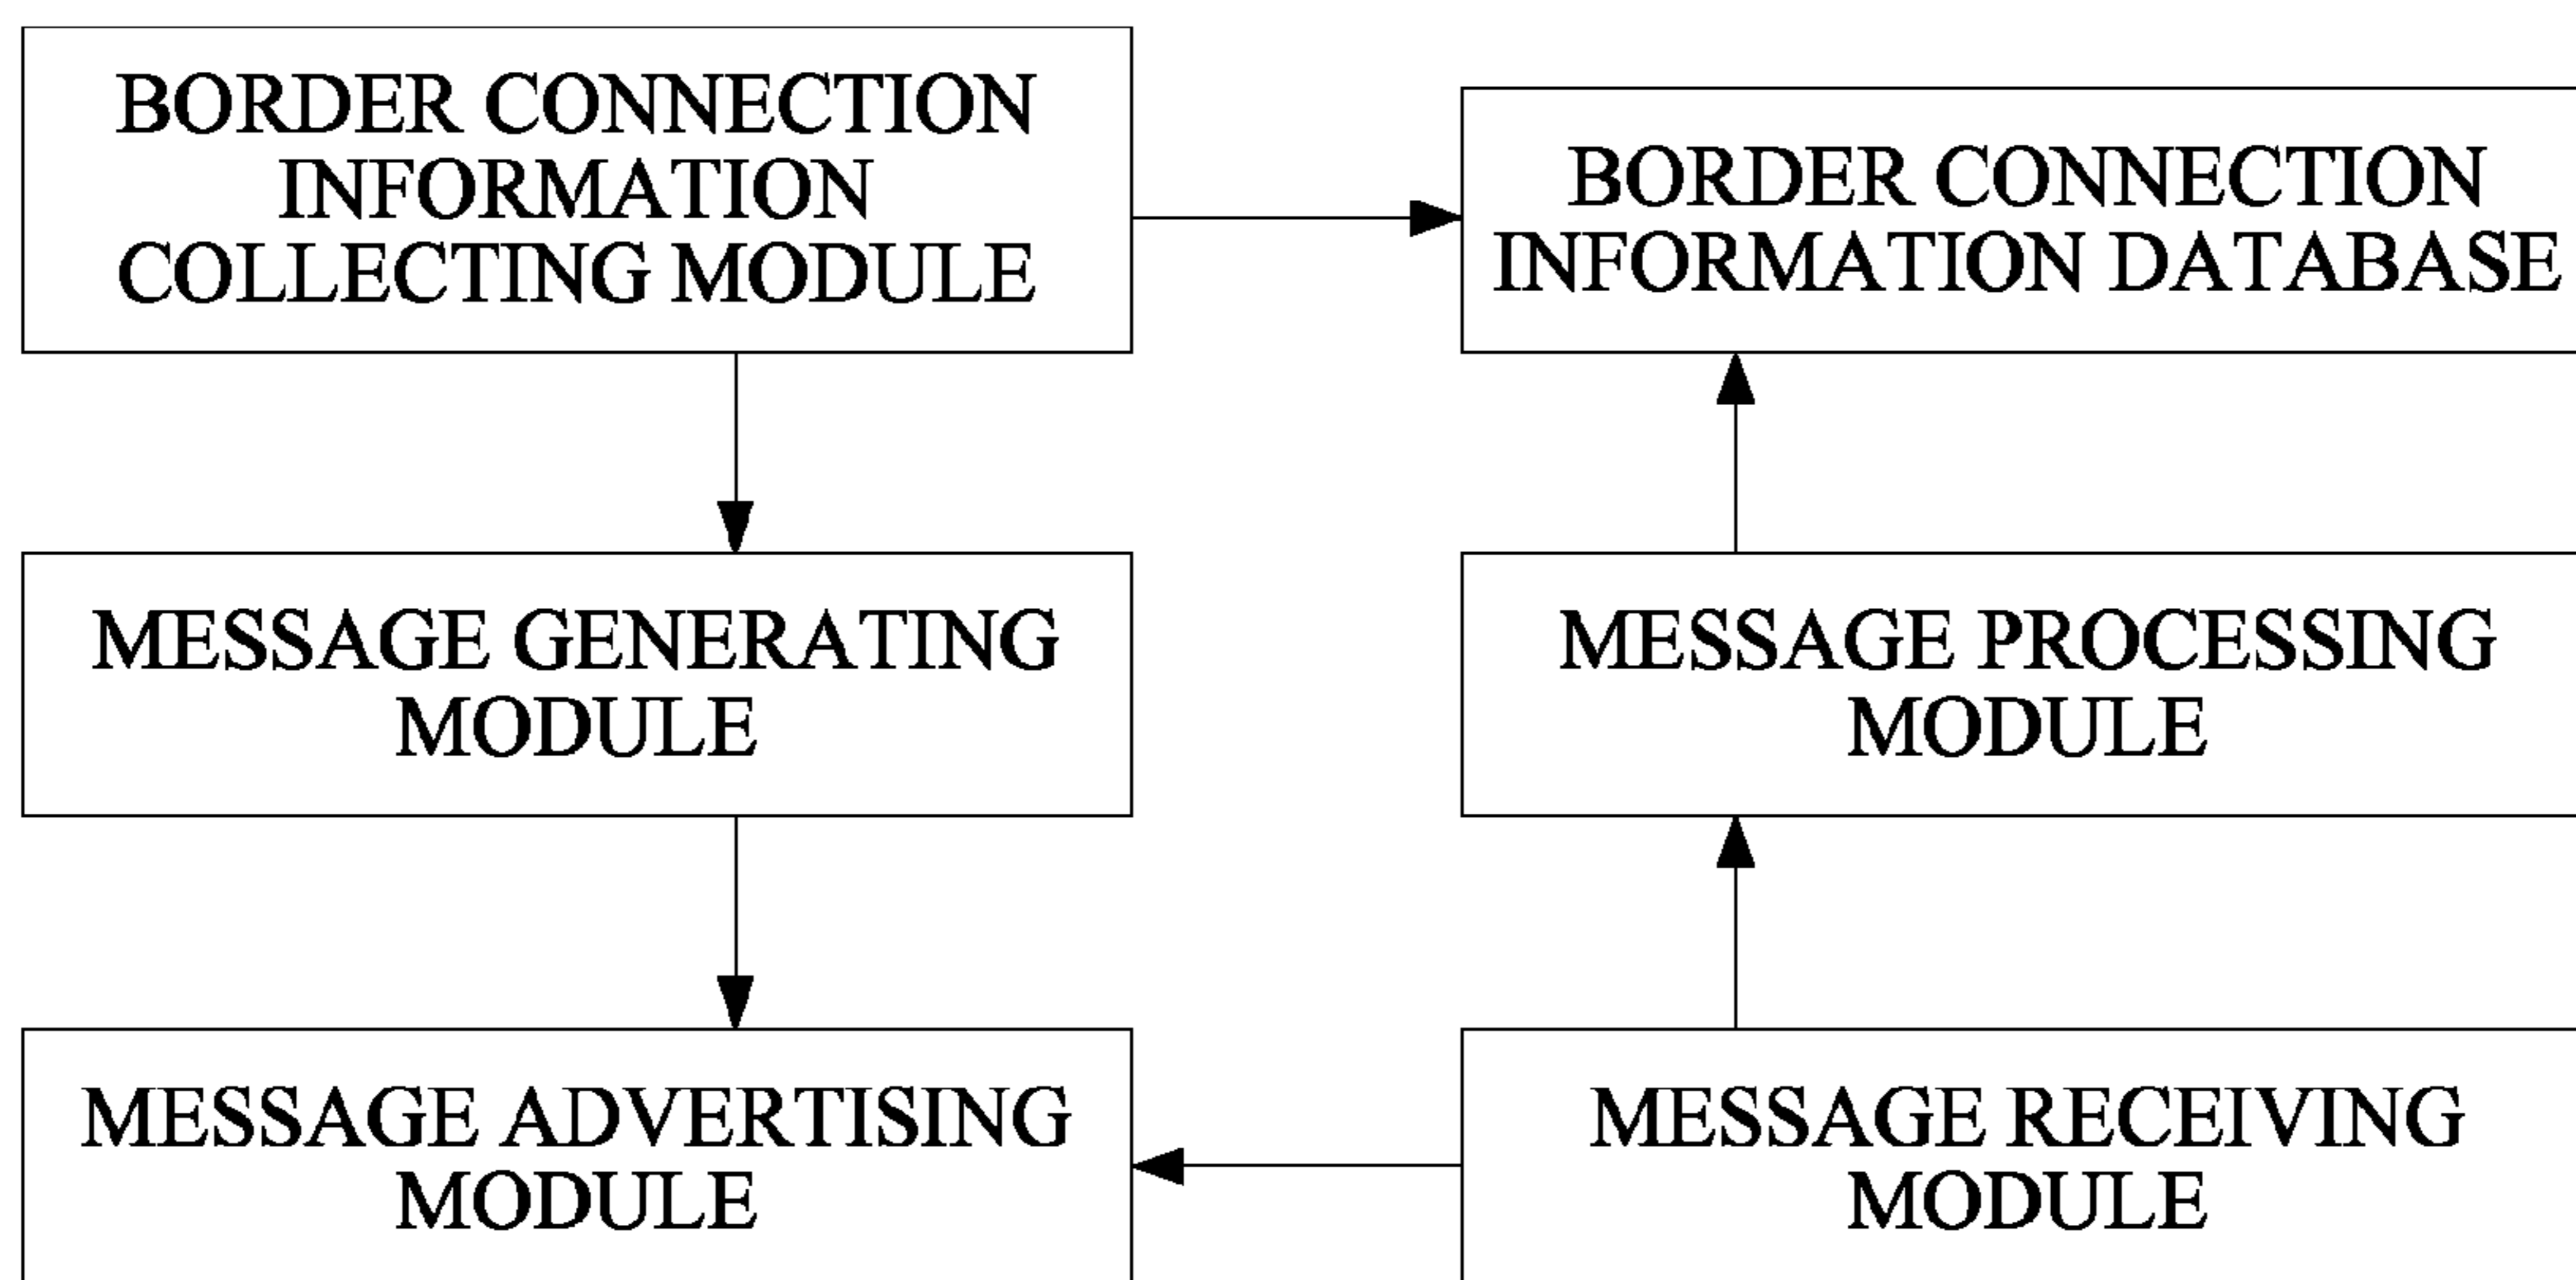 BORDER CONNECTION
INFORMATION
COLLECTING MODULE
BORDER CONNECTION
INFORMATION DATABASE
MESSAGE GENERATING
MODULE
MESSAGE PROCESSING
MODULE
MESSAGE ADVERTISING
MODULE
MESSAGE RECEIVING
MODULE